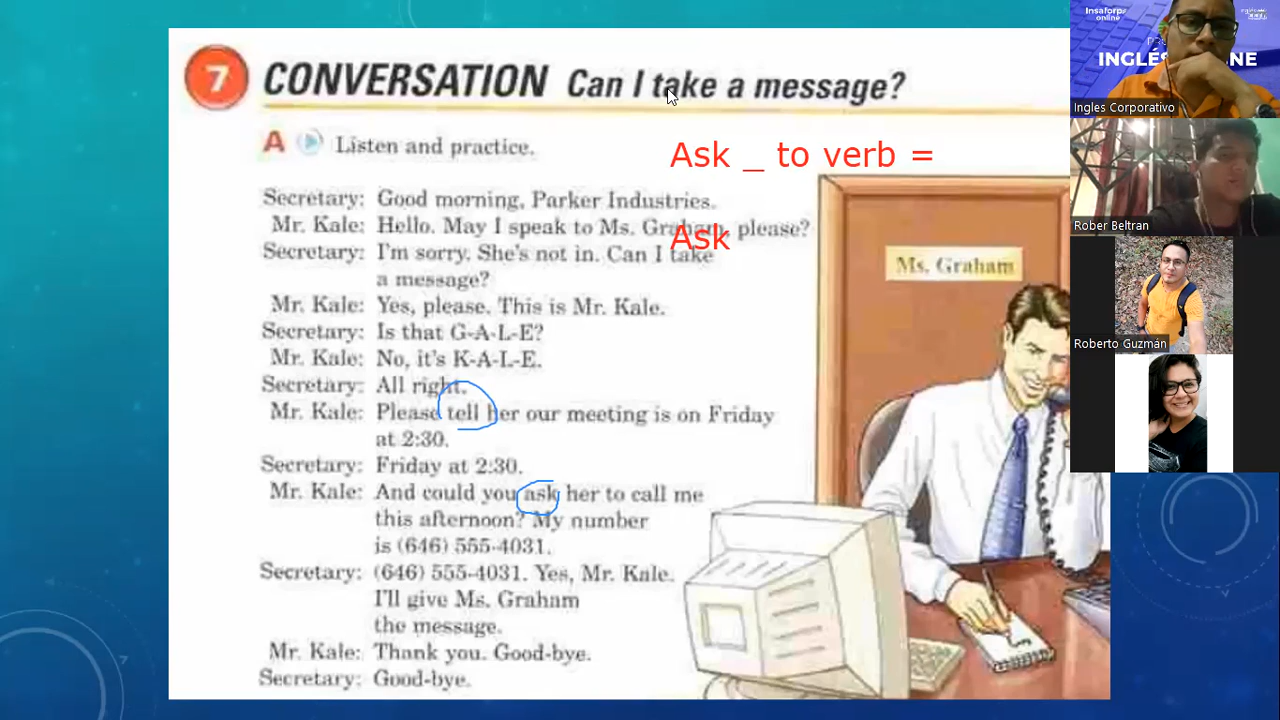 7 CONVERSATION Can I take a message?
A Listen and practice.
Ask _ to verb =
Ask
Secretary: Good morning, Parker Industries.
Mr. Kale: Hello. May I speak to Ms. Graham, please?
Secretary: I'm sorry. She's not in. Can I take
a message?
Mr. Kale: Yes, please. This is Mr. Kale.
Secretary: Is that G-A-L-E?
Mr. Kale: No, it's K-A-L-E.
Secretary: All right.
Mr. Kale: Please tell her our meeting is on Friday
at 2:30.
Secretary: Friday at 2:30.
Mr. Kale: And could you ask her to call me
this afternoon? My number
is (646) 555-4031.
Secretary: (646) 555-4031. Yes, Mr. Kale.
I'll give Ms. Graham
the message.
Mr. Kale: Thank you. Good-bye.
Secretary: Good-bye.
Ms. Graham
Insaforp
online
Ingles Corporativo
Rober Beltran
Roberto Guzmán